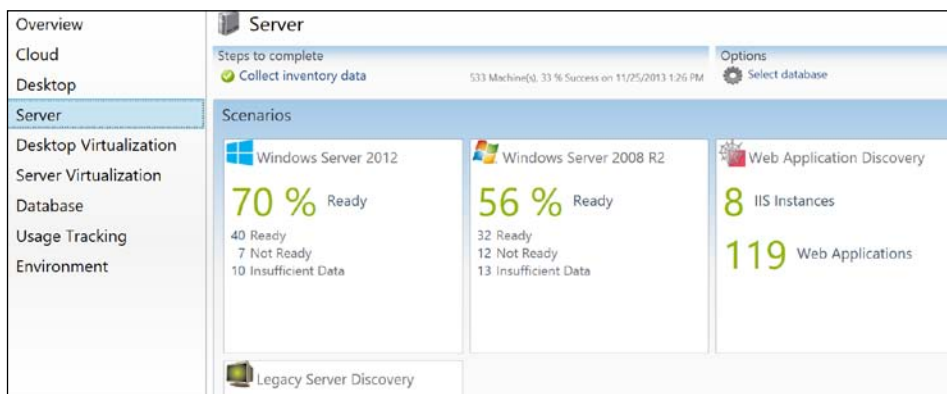 Overview
Cloud
Desktop
Server
Desktop Virtualization
Server Virtualization
Database
Usage Tracking
Environment
Server
Steps to complete
Collect inventory data
533 Machine(s), 33 % Success on 11/25/2013 1:26 PM
Options
Select database
Scenarios
Windows Server 2012
70 % Ready
40 Ready
7 Not Ready
10 Insufficient Data
Windows Server 2008 R2
56 % Ready
32 Ready
12 Not Ready
13 Insufficient Data
Web Application Discovery
8 IIS Instances
119 Web Applications
Legacy Server Discovery